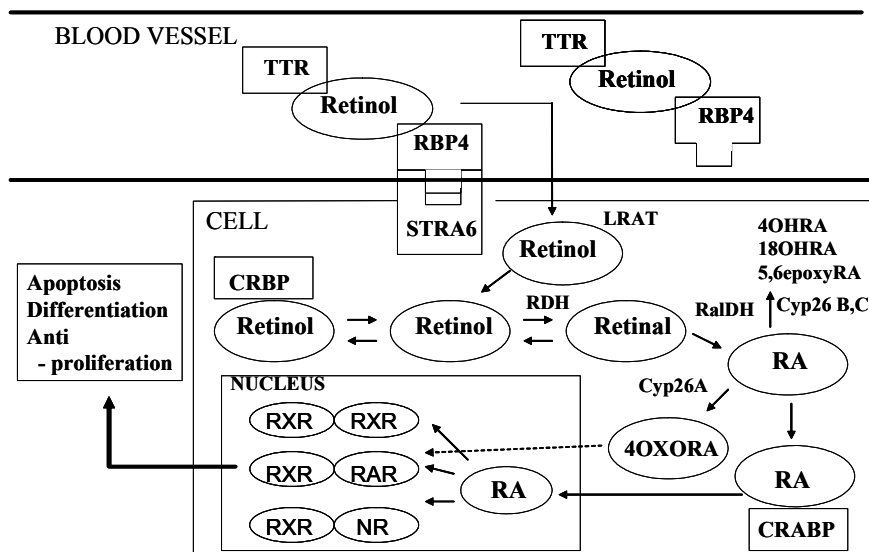 BLOOD VESSEL
TTR
Retinol
RBP4
TTR
Retinol
RBP4
CELL
STRA6
LRAT
Retinol
4OHRA
18OHRA
5,6epoxyRA
Cyp26 B,C
Apoptosis
Differentiation
Anti
- proliferation
CRBP
Retinol
Retinol
RDH
Retinal
RalDH
RA
Cyp26A
4OXORA
RA
CRABP
NUCLEUS
RXR RXR
RXR RAR
RXR NR
RA